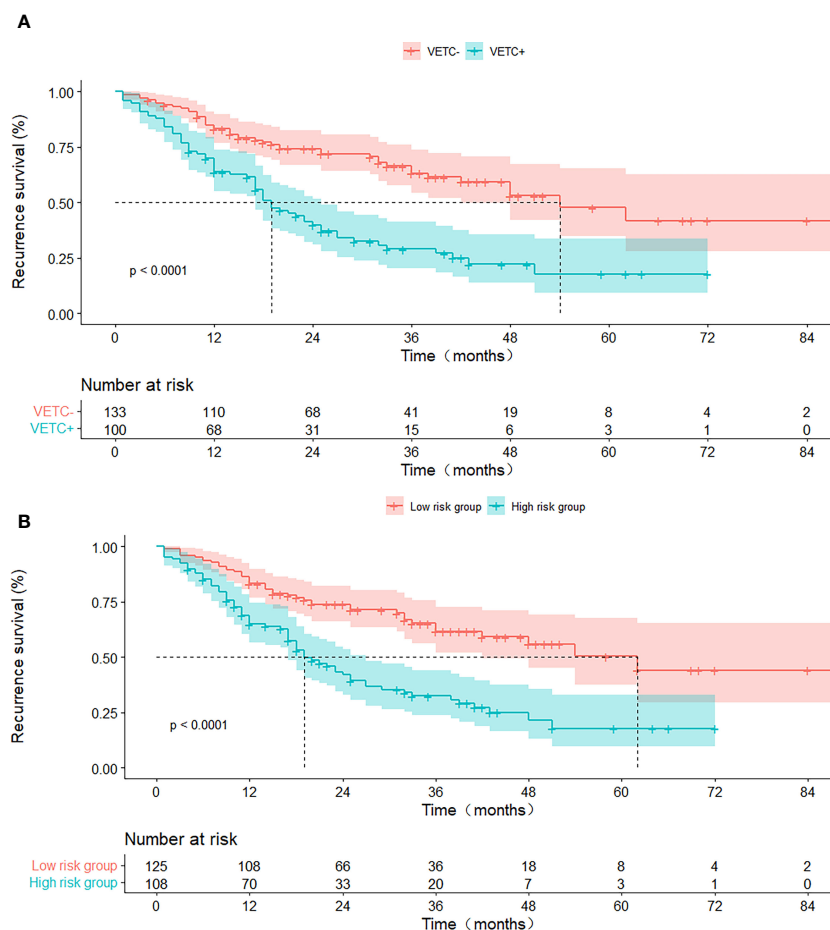 A
VETC- VETC+
Recurrence survival (%)
1.00
0.75
0.50
0.25
0.00
p < 0.0001
0 12 24 36 48 60 72 84
Time（months）
Number at risk
VETC- 133 110 68 41 19 8 4 2
VETC+ 100 68 31 15 6 3 1 0
0 12 24 36 48 60 72 84
Time（months）
B
Low risk group High risk group
Recurrence survival (%)
1.00
0.75
0.50
0.25
0.00
p < 0.0001
0 12 24 36 48 60 72 84
Time（months）
Number at risk
Low risk group 125 108 66 36 18 8 4 2
High risk group 108 70 33 20 7 3 1 0
0 12 24 36 48 60 72 84
Time（months）